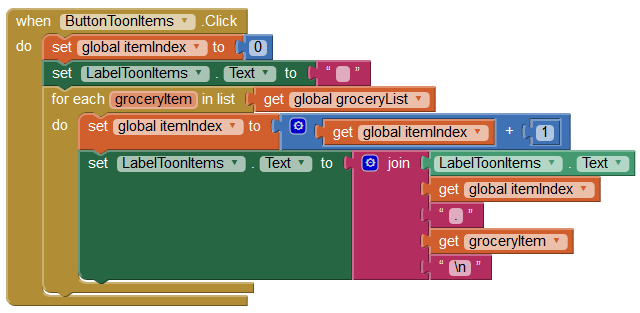 when ButtonToonItems .Click
do set global itemIndex to 0
set LabelToonItems . Text to “ ”
for each groceryItem in list get global groceryList
do set global itemIndex to get global itemIndex + 1
set LabelToonItems . Text to join LabelToonItems . Text
get global itemIndex
“ . ”
get groceryItem
“ \n ”